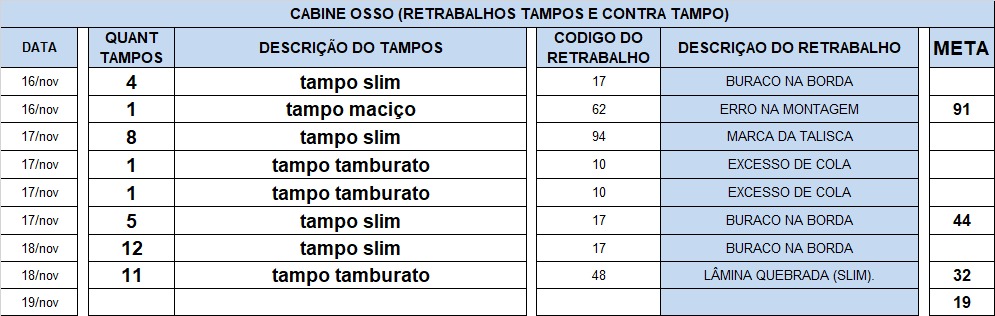 CABINE OSSO (RETRABALHOS TAMPOS E CONTRA TAMPO)
DATA QUANT TAMPOS DESCRIÇÃO DO TAMPOS CODIGO DO RETRABALHO DESCRIÇAO DO RETRABALHO META
16/nov 4 tampo slim 17 BURACO NA BORDA
16/nov 1 tampo maciço 62 ERRO NA MONTAGEM 91
17/nov 8 tampo slim 94 MARCA DA TALISCA
17/nov 1 tampo tamburato 10 EXCESSO DE COLA
17/nov 1 tampo tamburato 10 EXCESSO DE COLA
17/nov 5 tampo slim 17 BURACO NA BORDA 44
18/nov 12 tampo slim 17 BURACO NA BORDA
18/nov 11 tampo tamburato 48 LÂMINA QUEBRADA (SLIM). 32
19/nov 19